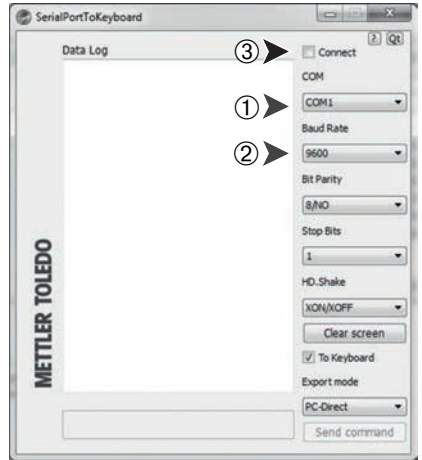 SerialPortToKeyboard
? Qt
Data Log
③
Connect
COM
①
COM1
Baud Rate
②
9600
Bit Parity
8/NO
Stop Bits
1
HD.Shake
XON/XOFF
Clear screen
To Keyboard
Export mode
PC-Direct
Send command
METTLER TOLEDO